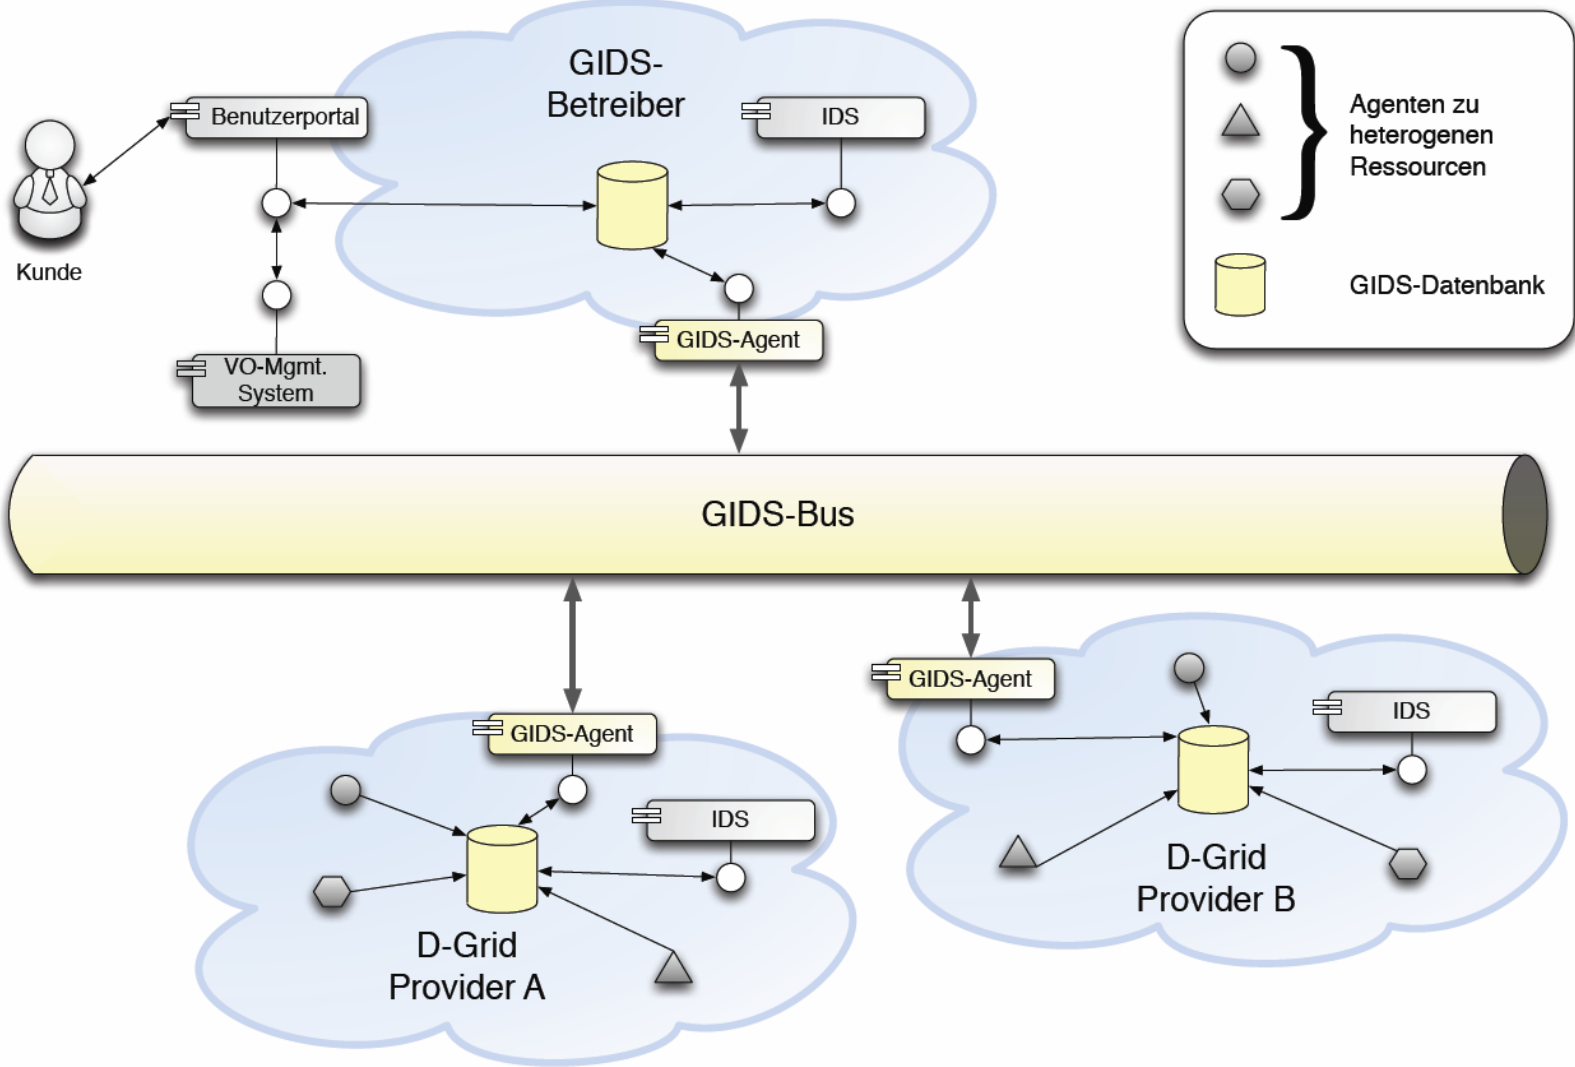 GIDS-
Betreiber
Benutzerportal
IDS
Kunde
GIDS-Agent
VO-Mgmt.
System
Agenten zu
heterogenen
Ressourcen
GIDS-Datenbank
GIDS-Bus
GIDS-Agent
IDS
D-Grid
Provider A
GIDS-Agent
IDS
D-Grid
Provider B